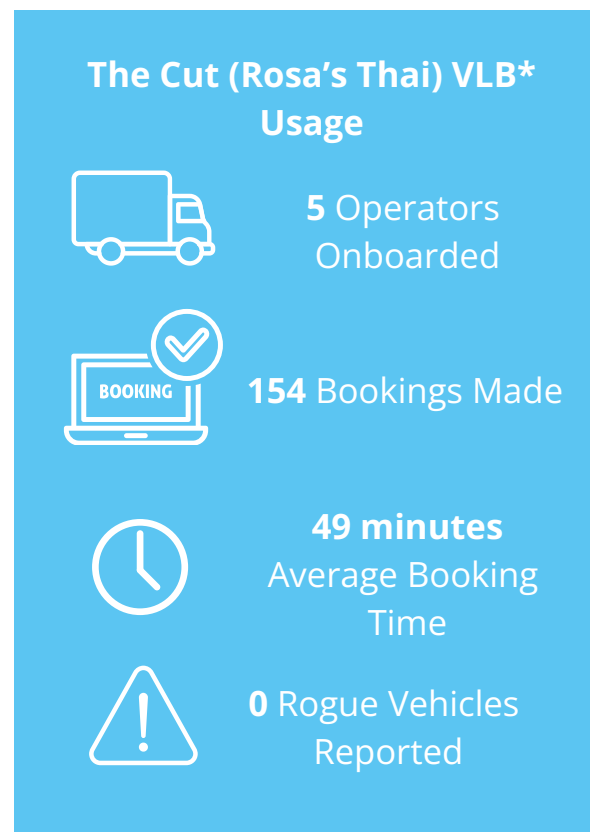 The Cut (Rosa’s Thai) VLB*
Usage
5 Operators
Onboarded
BOOKING
154 Bookings Made
49 minutes
Average Booking
Time
0 Rogue Vehicles
Reported